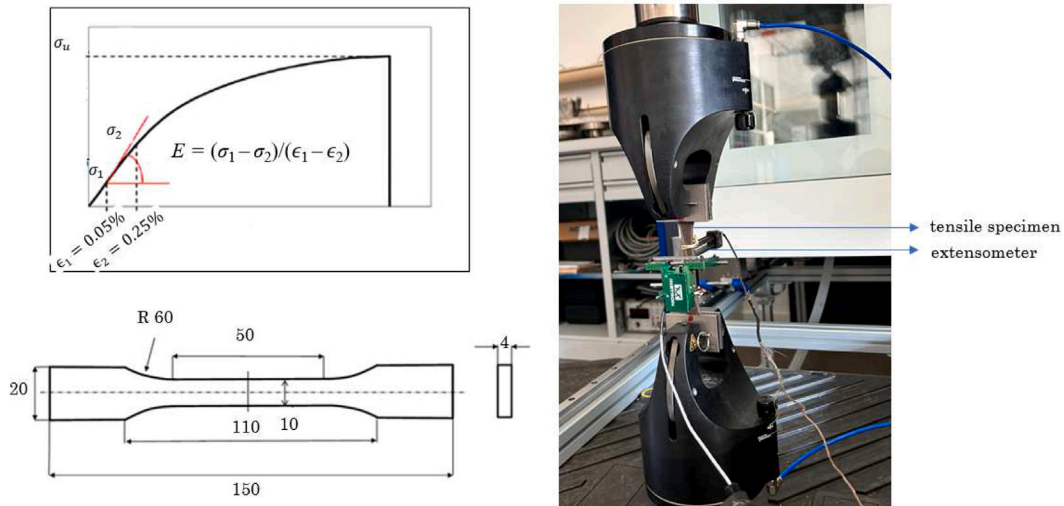 σu
σ2
E = (σ1−σ2)/(ϵ1−ϵ2)
σ1
ϵ1 = 0.05%
ϵ2 = 0.25%
tensile specimen
extensometer
R 60
50
4
20
10
110
150